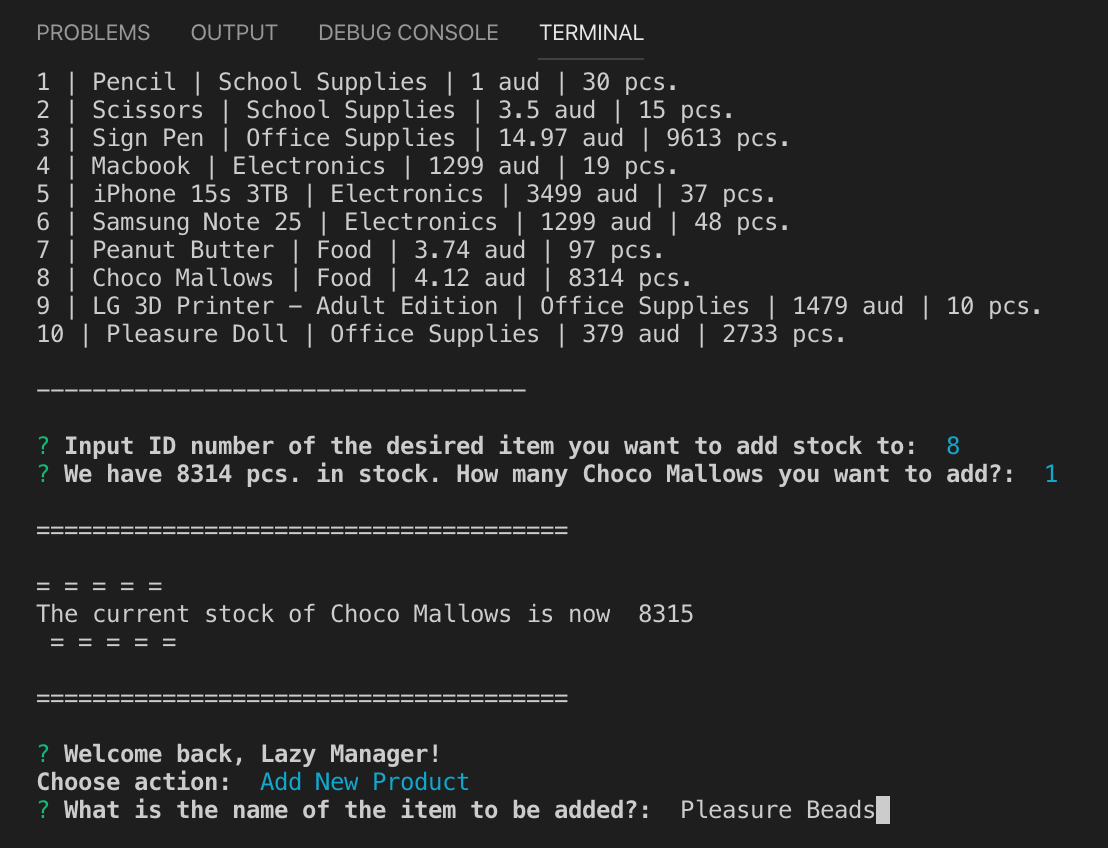 PROBLEMS OUTPUT DEBUG CONSOLE TERMINAL
1 | Pencil | School Supplies | 1 aud | 30 pcs.
2 | Scissors | School Supplies | 3.5 aud | 15 pcs.
3 | Sign Pen | Office Supplies | 14.97 aud | 9613 pcs.
4 | Macbook | Electronics | 1299 aud | 19 pcs.
5 | iPhone 15s 3TB | Electronics | 3499 aud | 37 pcs.
6 | Samsung Note 25 | Electronics | 1299 aud | 48 pcs.
7 | Peanut Butter | Food | 3.74 aud | 97 pcs.
8 | Choco Mallows | Food | 4.12 aud | 8314 pcs.
9 | LG 3D Printer – Adult Edition | Office Supplies | 1479 aud | 10 pcs.
10 | Pleasure Doll | Office Supplies | 379 aud | 2733 pcs.
-----------------------------------
? Input ID number of the desired item you want to add stock to:  8
? We have 8314 pcs. in stock. How many Choco Mallows you want to add?:  1
======================================
= = = = =
The current stock of Choco Mallows is now  8315
 = = = = =
======================================
? Welcome back, Lazy Manager!
Choose action:  Add New Product
? What is the name of the item to be added?:  Pleasure Beads